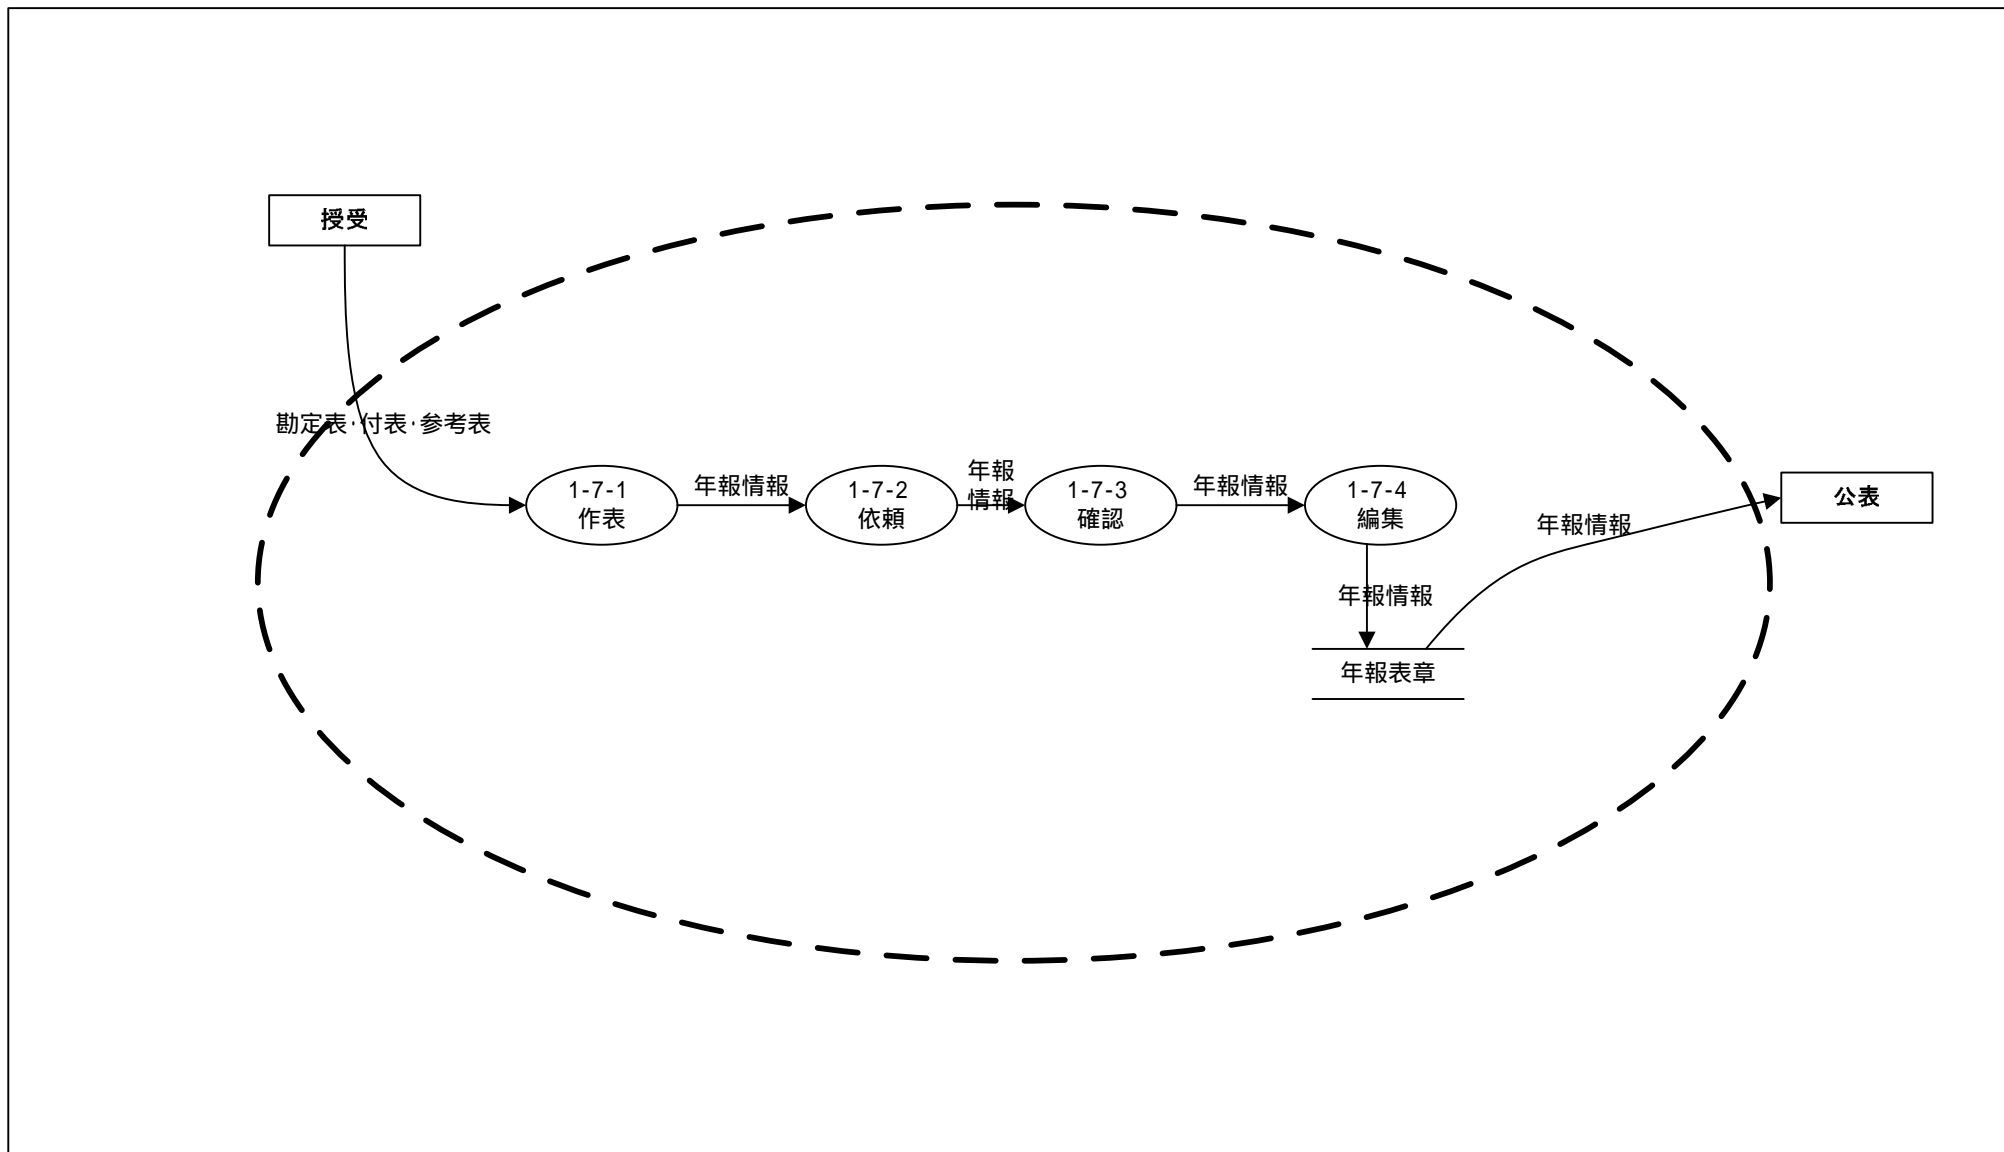 授受
勘定表･付表･参考表
1-7-1
作表
年報情報
1-7-2
依頼
年報
情報
1-7-3
確認
年報情報
1-7-4
編集
年報情報
年報表章
年報情報
公表